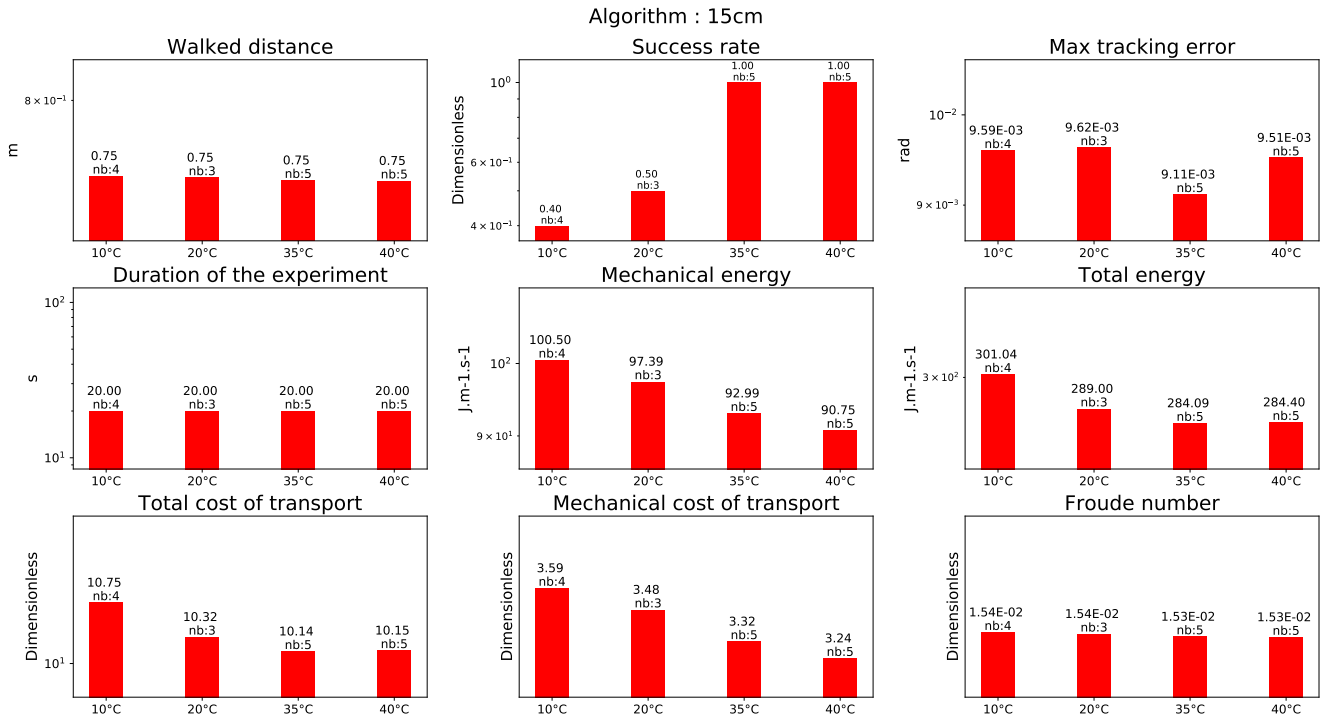 Algorithm : 15cm
Walked distance
m
8 × 10⁻¹
0.75
nb:4
0.75
nb:3
0.75
nb:5
0.75
nb:5
10°C
20°C
35°C
40°C
Success rate
Dimensionless
10⁰
6 × 10⁻¹
4 × 10⁻¹
0.40
nb:4
0.50
nb:3
1.00
nb:5
1.00
nb:5
10°C
20°C
35°C
40°C
Max tracking error
rad
10⁻²
9 × 10⁻³
9.59E-03
nb:4
9.62E-03
nb:3
9.11E-03
nb:5
9.51E-03
nb:5
10°C
20°C
35°C
40°C
Duration of the experiment
s
10²
10¹
20.00
nb:4
20.00
nb:3
20.00
nb:5
20.00
nb:5
10°C
20°C
35°C
40°C
Mechanical energy
J.m-1.s-1
10²
9 × 10¹
100.50
nb:4
97.39
nb:3
92.99
nb:5
90.75
nb:5
10°C
20°C
35°C
40°C
Total energy
J.m-1.s-1
3 × 10²
301.04
nb:4
289.00
nb:3
284.09
nb:5
284.40
nb:5
10°C
20°C
35°C
40°C
Total cost of transport
Dimensionless
10¹
10.75
nb:4
10.32
nb:3
10.14
nb:5
10.15
nb:5
10°C
20°C
35°C
40°C
Mechanical cost of transport
Dimensionless
3.59
nb:4
3.48
nb:3
3.32
nb:5
3.24
nb:5
10°C
20°C
35°C
40°C
Froude number
Dimensionless
1.54E-02
nb:4
1.54E-02
nb:3
1.53E-02
nb:5
1.53E-02
nb:5
10°C
20°C
35°C
40°C